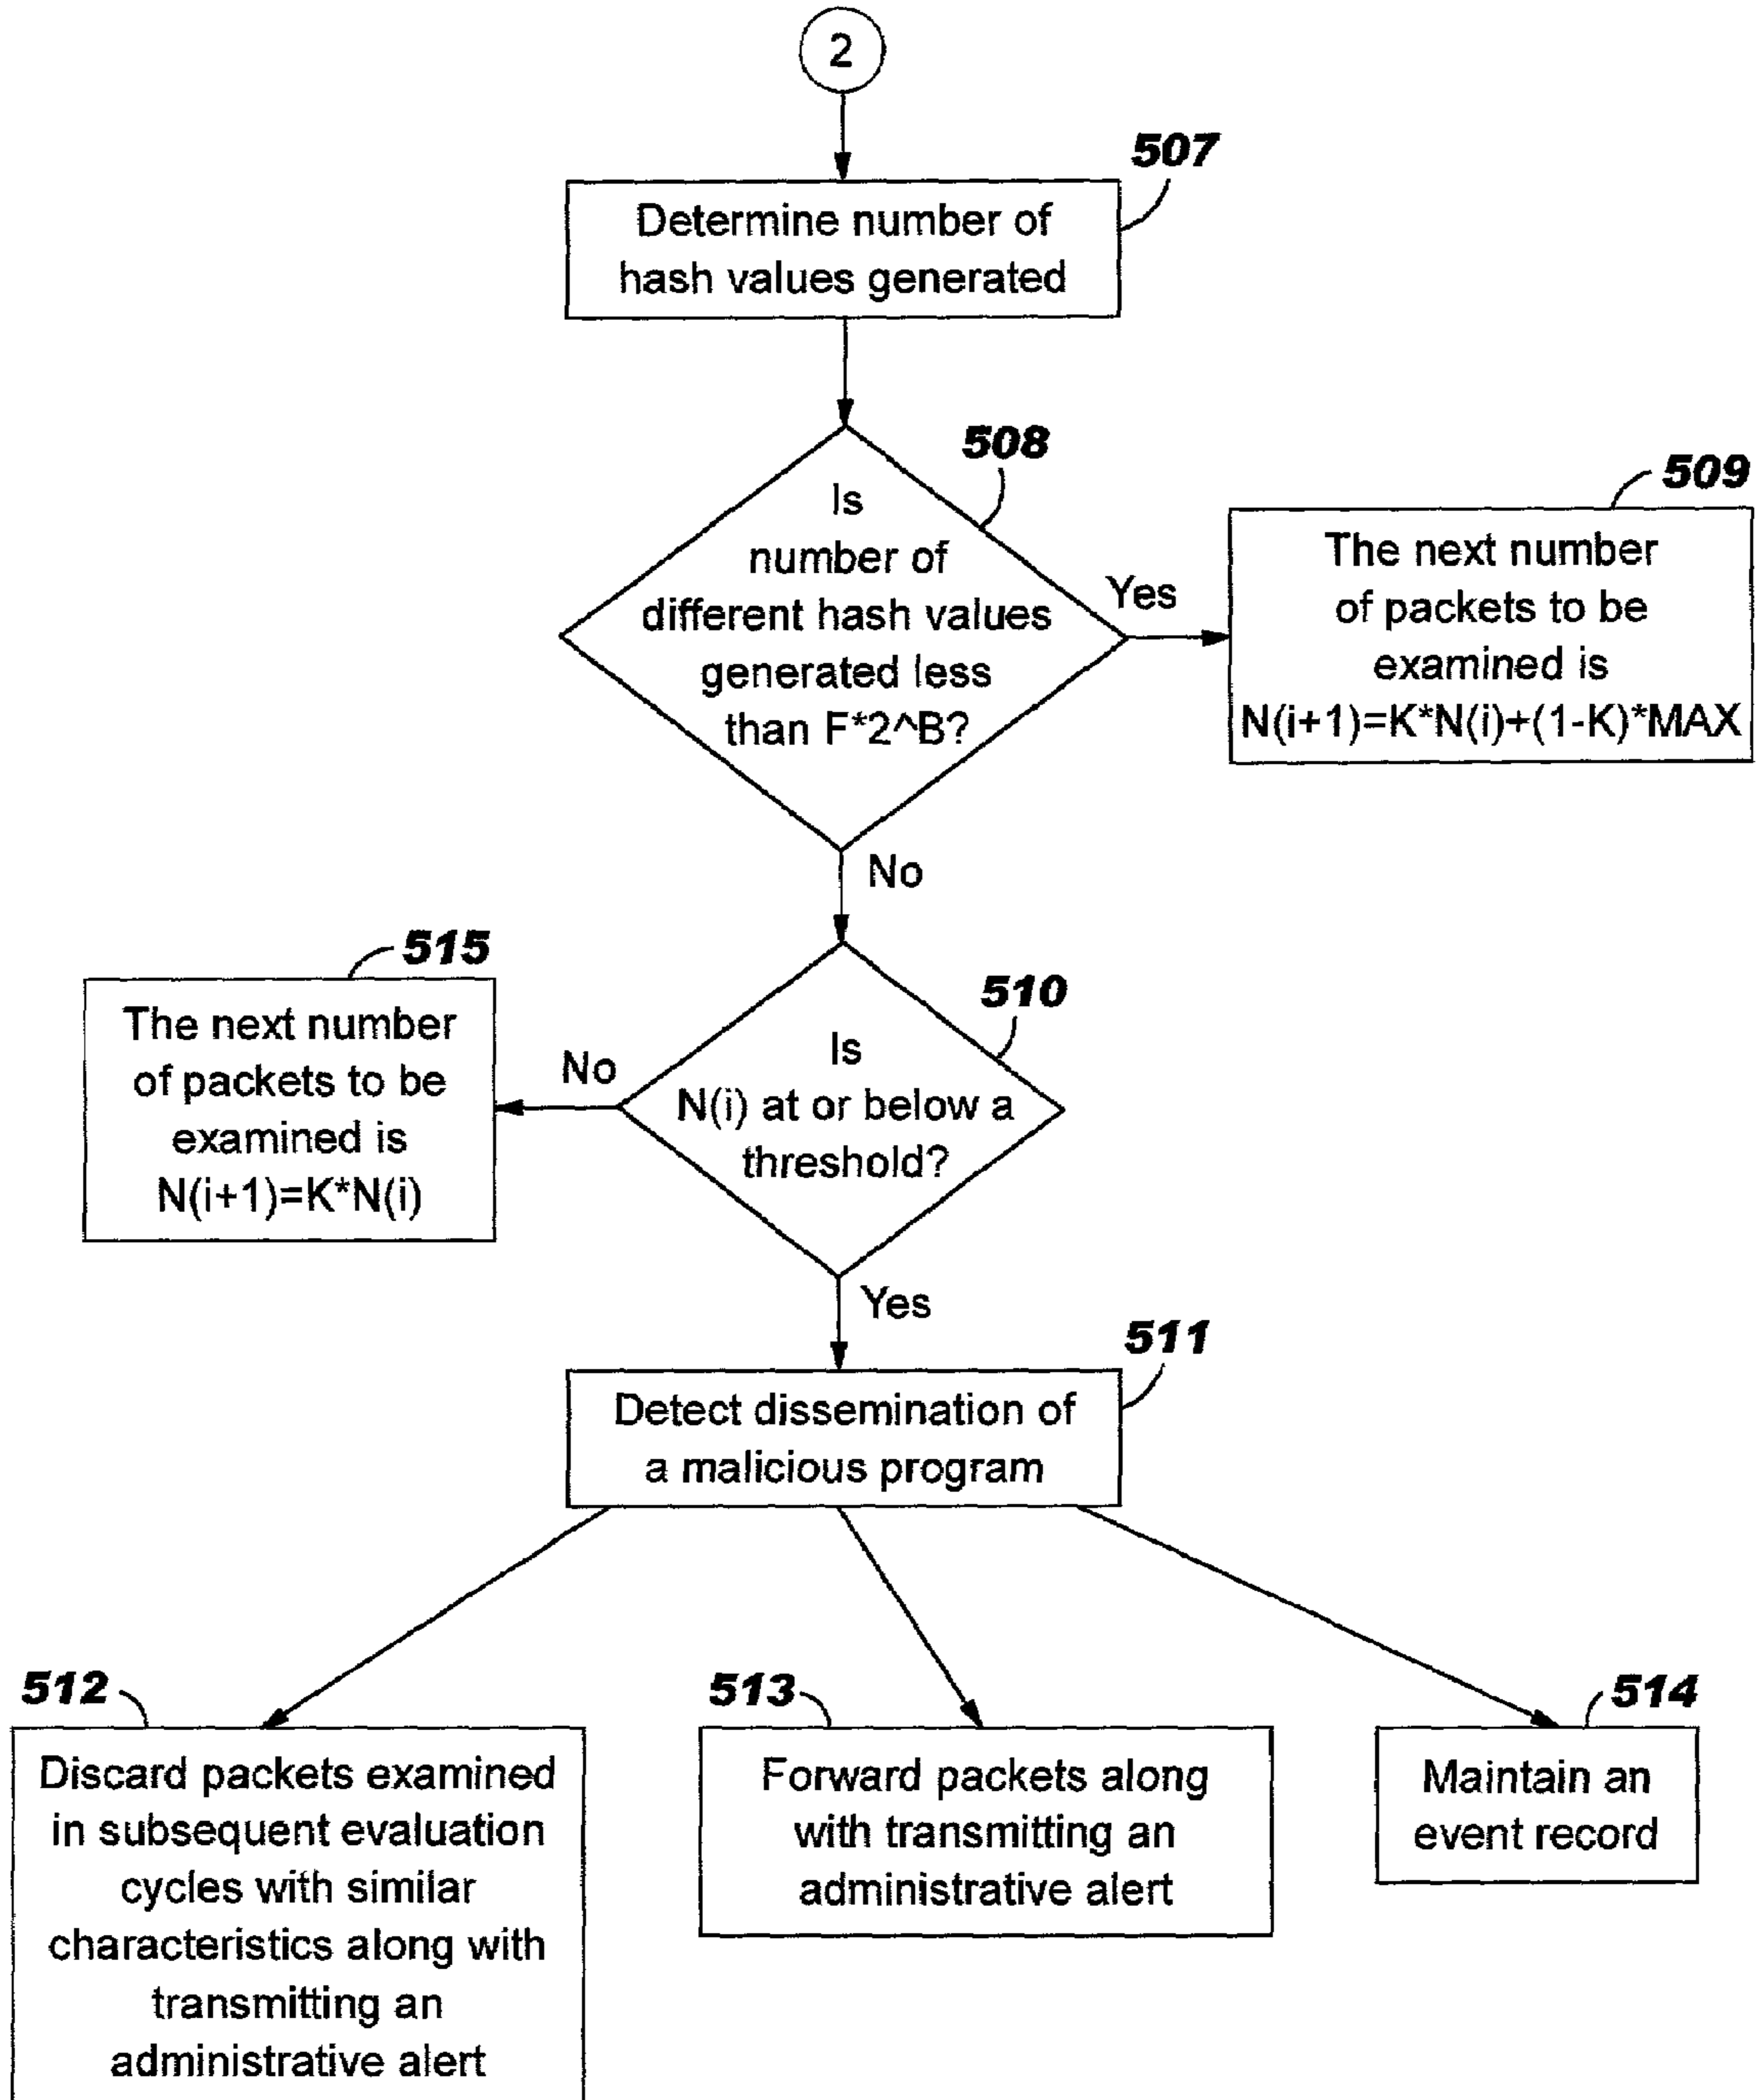 2
507
Determine number of
hash values generated
508
Is
number of
different hash values
generated less
than F*2^B?
Yes
509
The next number
of packets to be
examined is
N(i+1)=K*N(i)+(1-K)*MAX
No
515
The next number
of packets to be
examined is
N(i+1)=K*N(i)
No
510
Is
N(i) at or below a
threshold?
Yes
511
Detect dissemination of
a malicious program
512
Discard packets examined
in subsequent evaluation
cycles with similar
characteristics along with
transmitting an
administrative alert
513
Forward packets along
with transmitting an
administrative alert
514
Maintain an
event record